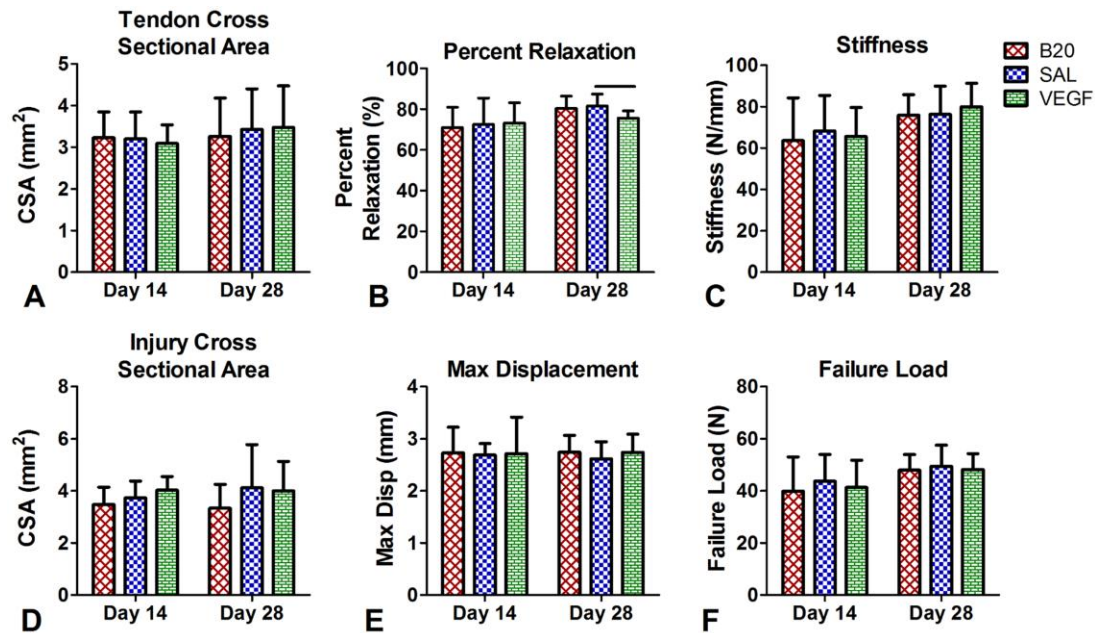 Tendon Cross
Sectional Area
CSA (mm²)
5
4
3
2
1
0
Day 14
Day 28
A
Percent Relaxation
Percent
Relaxation (%)
100
80
60
40
20
0
Day 14
Day 28
B
Stiffness
Stiffness (N/mm)
100
80
60
40
20
0
Day 14
Day 28
C
B20
SAL
VEGF
Injury Cross
Sectional Area
CSA (mm²)
8
6
4
2
0
Day 14
Day 28
D
Max Displacement
Max Disp (mm)
4
3
2
1
0
Day 14
Day 28
E
Failure Load
Failure Load (N)
80
60
40
20
0
Day 14
Day 28
F